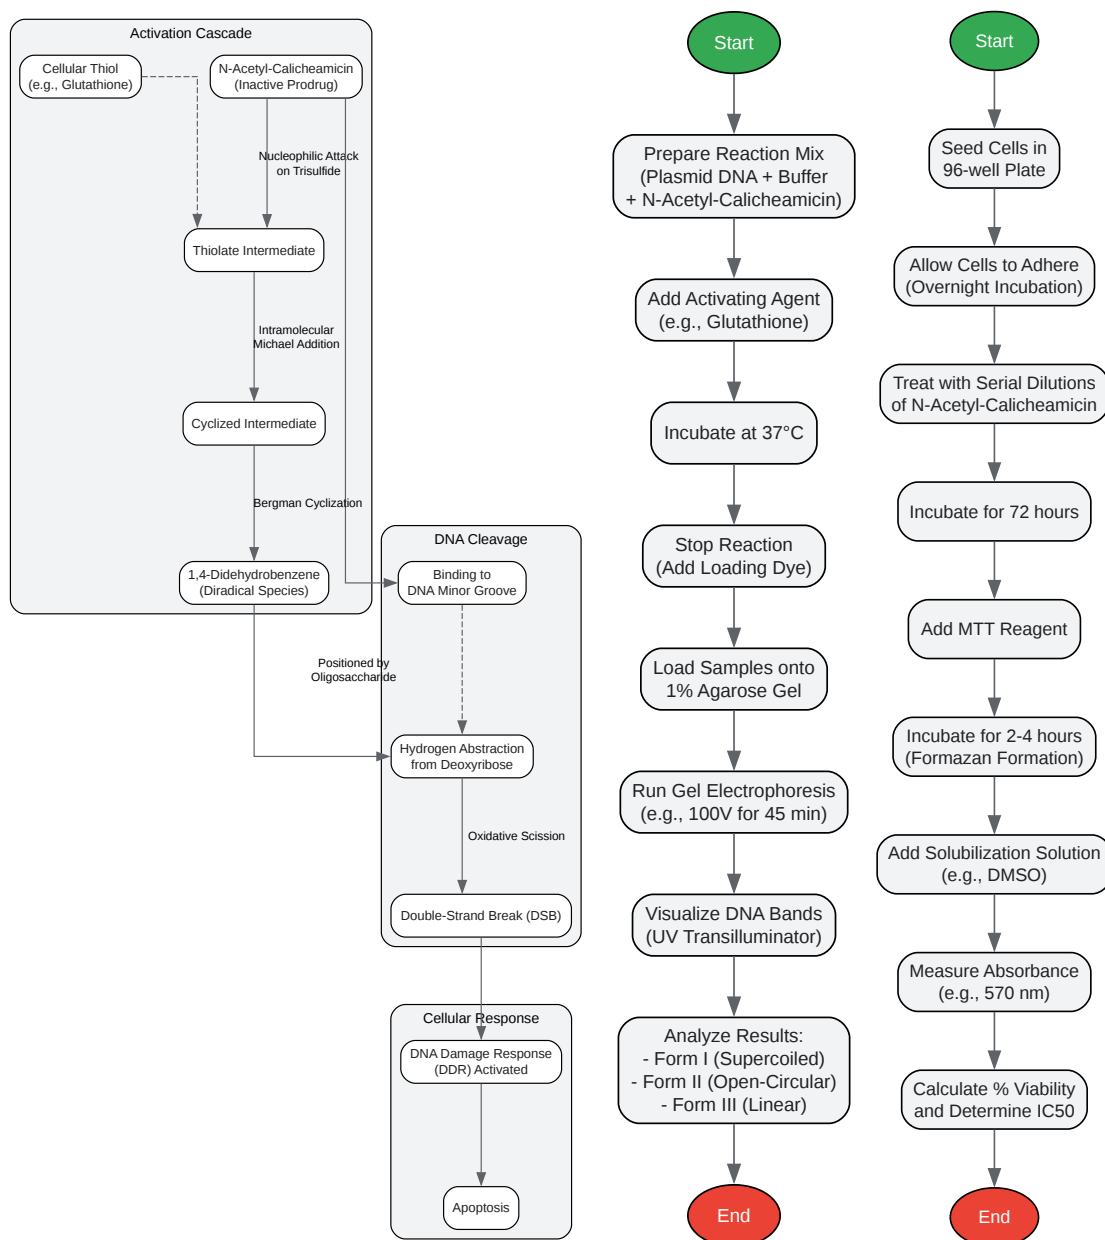 Activation Cascade
Cellular Thiol
(e.g., Glutathione)
N-Acetyl-Calicheamicin
(Inactive Prodrug)
Nucleophilic Attack
on Trisulfide
Thiolate Intermediate
Intramolecular
Michael Addition
Cyclized Intermediate
Bergman Cyclization
1,4-Didehydrobenzene
(Diradical Species)
DNA Cleavage
Binding to
DNA Minor Groove
Positioned by
Oligosaccharide
Hydrogen Abstraction
from Deoxyribose
Oxidative Scission
Double-Strand Break (DSB)
Cellular Response
DNA Damage Response
(DDR) Activated
Apoptosis
Start
Prepare Reaction Mix
(Plasmid DNA + Buffer
+ N-Acetyl-Calicheamicin)
Add Activating Agent
(e.g., Glutathione)
Incubate at 37°C
Stop Reaction
(Add Loading Dye)
Load Samples onto
1% Agarose Gel
Run Gel Electrophoresis
(e.g., 100V for 45 min)
Visualize DNA Bands
(UV Transilluminator)
Analyze Results:
- Form I (Supercoiled)
- Form II (Open-Circular)
- Form III (Linear)
End
Start
Seed Cells in
96-well Plate
Allow Cells to Adhere
(Overnight Incubation)
Treat with Serial Dilutions
of N-Acetyl-Calicheamicin
Incubate for 72 hours
Add MTT Reagent
Incubate for 2-4 hours
(Formazan Formation)
Add Solubilization Solution
(e.g., DMSO)
Measure Absorbance
(e.g., 570 nm)
Calculate % Viability
and Determine IC50
End